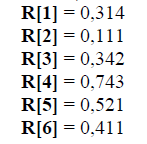 R[1] = 0,314
R[2] = 0,111
R[3] = 0,342
R[4] = 0,743
R[5] = 0,521
R[6] = 0,411